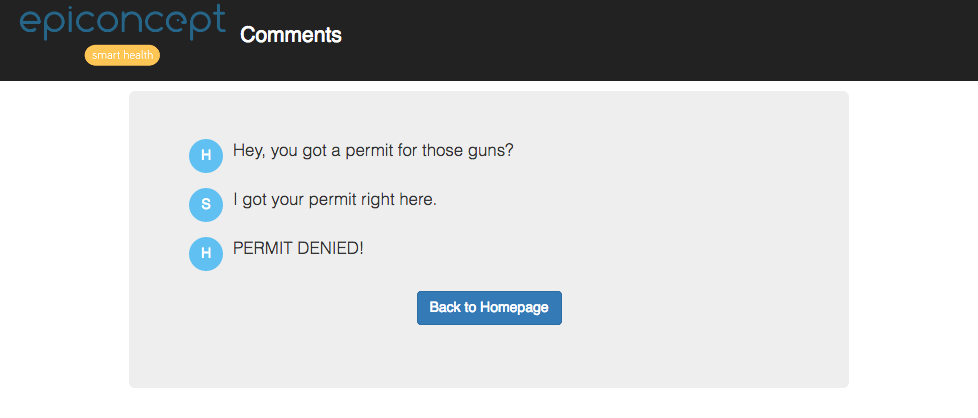 epiconcept
smart health
Comments
H Hey, you got a permit for those guns?
S I got your permit right here.
H PERMIT DENIED!
Back to Homepage